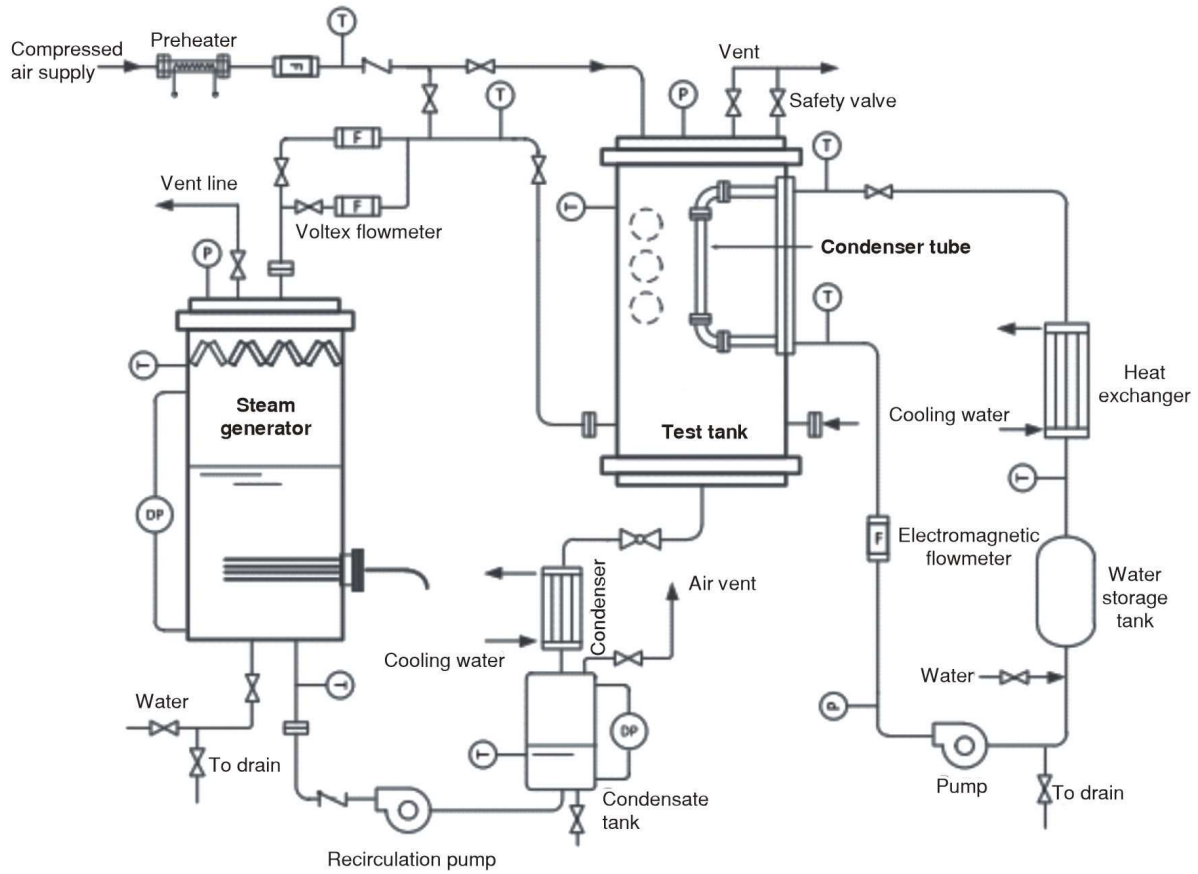 T
Preheater
Compressed
air supply
F
Vent
T
P
Safety valve
F
T
Vent line
F
T
Voltex flowmeter
Condenser tube
P
T
T
Heat
exchanger
Steam
generator
Cooling water
Test tank
T
DP
F
Electromagnetic
flowmeter
Water
storage
tank
Condenser
Air vent
Cooling water
Water
T
Water
P
DP
T
To drain
Pump
To drain
Condensate
tank
Recirculation pump